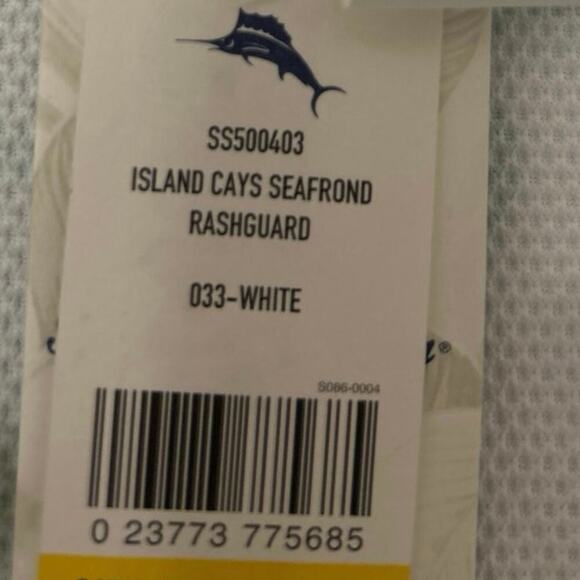 SS500403
ISLAND CAYS SEAFROND
RASHGUARD
033-WHITE
®
S086-0004
0 23773 775685